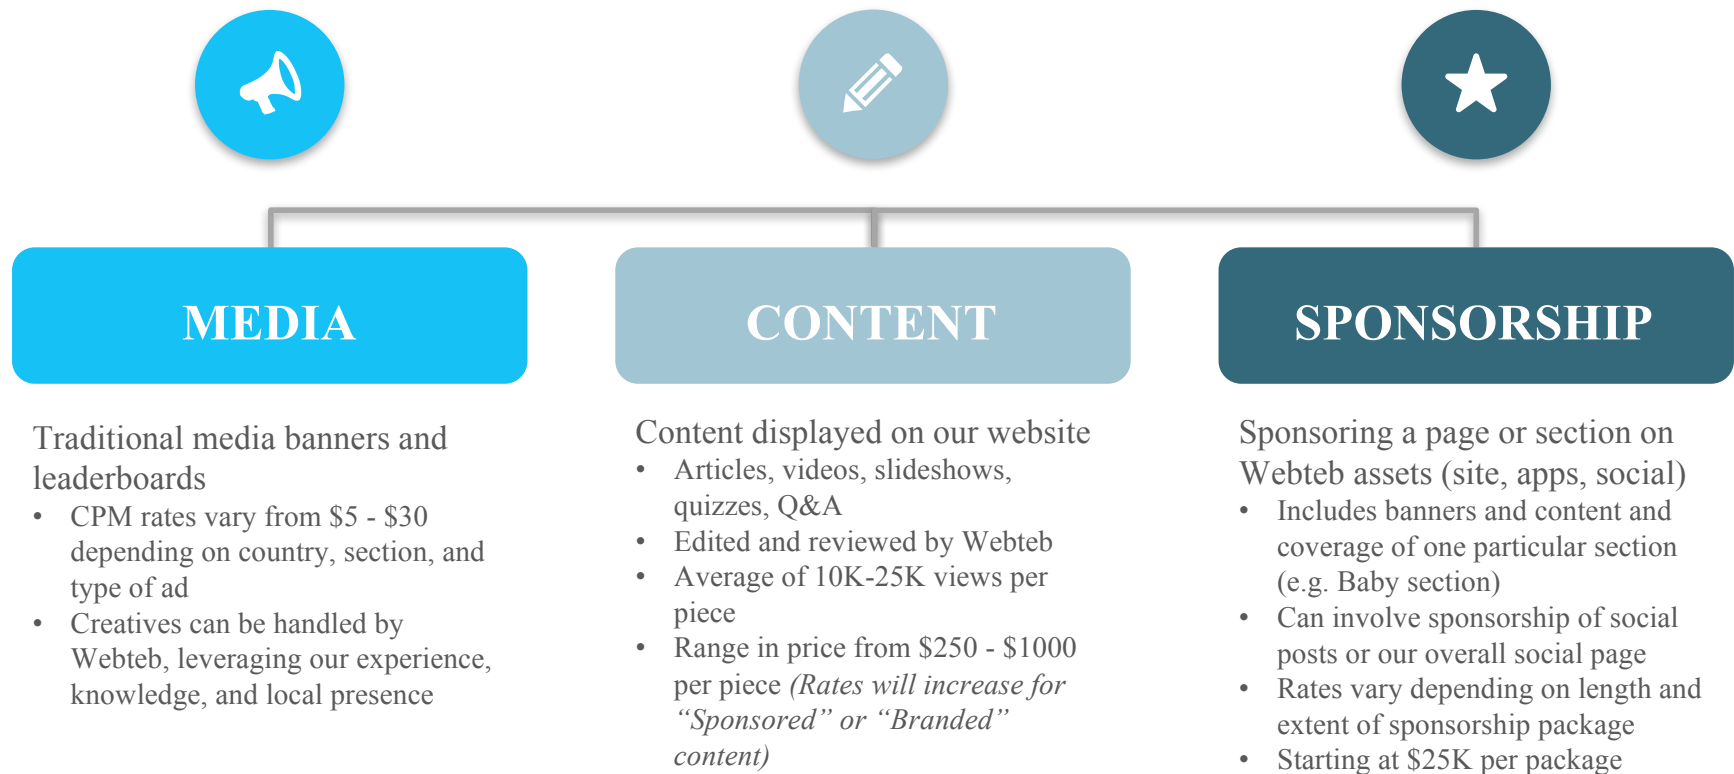 MEDIA
Traditional media banners and
leaderboards
• CPM rates vary from $5 - $30
depending on country, section, and
type of ad
• Creatives can be handled by
Webteb, leveraging our experience,
knowledge, and local presence
CONTENT
Content displayed on our website
• Articles, videos, slideshows,
quizzes, Q&A
• Edited and reviewed by Webteb
• Average of 10K-25K views per
piece
• Range in price from $250 - $1000
per piece (Rates will increase for
“Sponsored” or “Branded”
content)
SPONSORSHIP
Sponsoring a page or section on
Webteb assets (site, apps, social)
• Includes banners and content and
coverage of one particular section
(e.g. Baby section)
• Can involve sponsorship of social
posts or our overall social page
• Rates vary depending on length and
extent of sponsorship package
• Starting at $25K per package